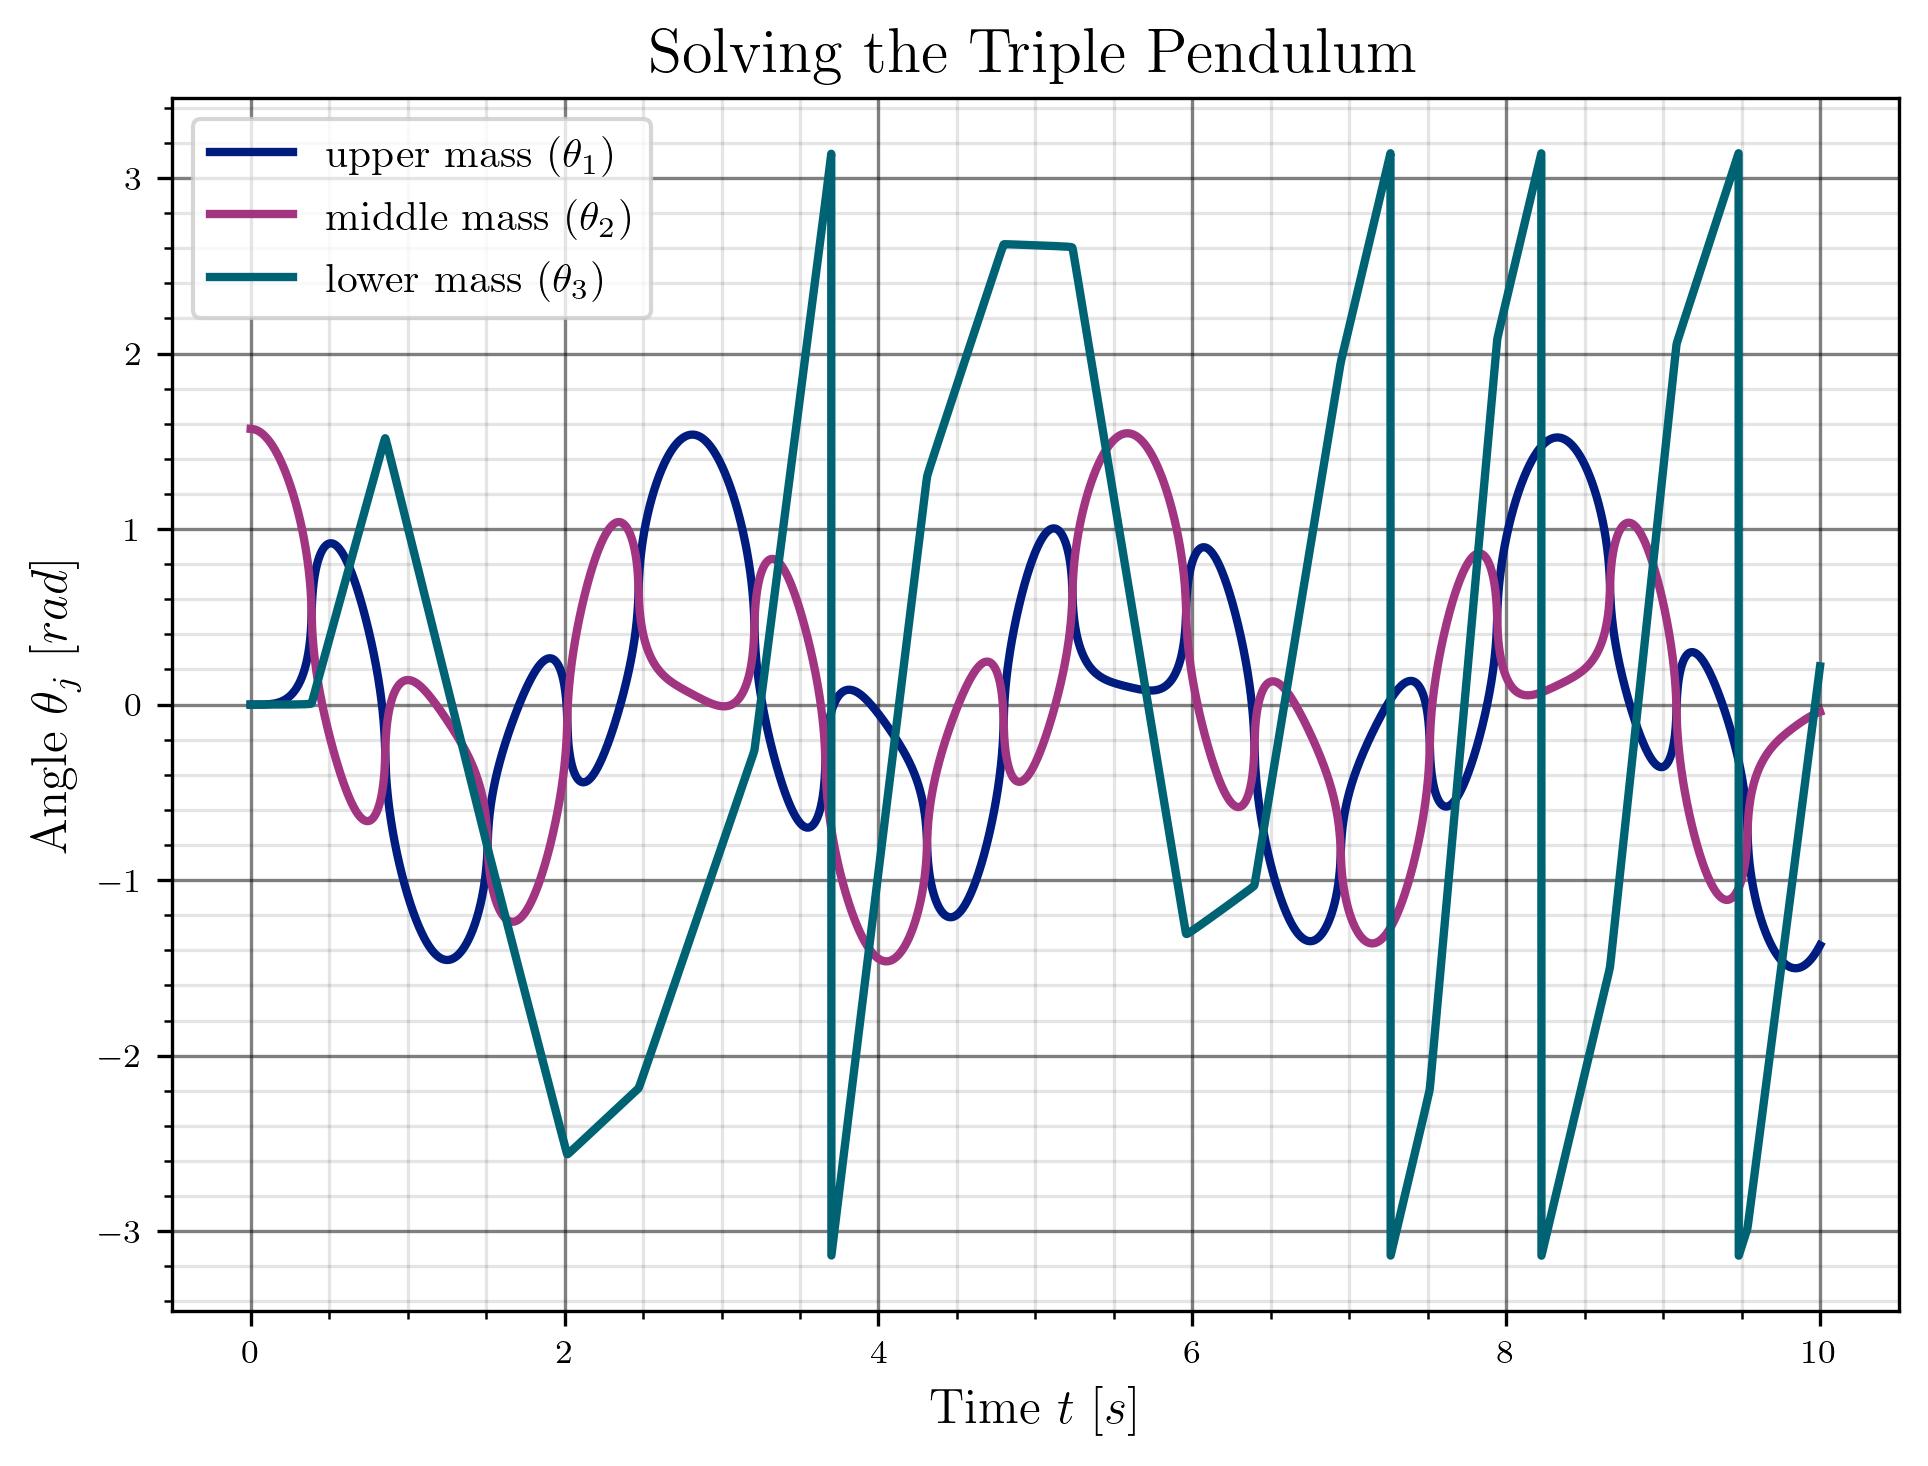 Solving the Triple Pendulum
upper mass (θ₁)
middle mass (θ₂)
lower mass (θ₃)
3
2
1
0
−1
−2
−3
Angle θⱼ [rad]
0 2 4 6 8 10
Time t [s]